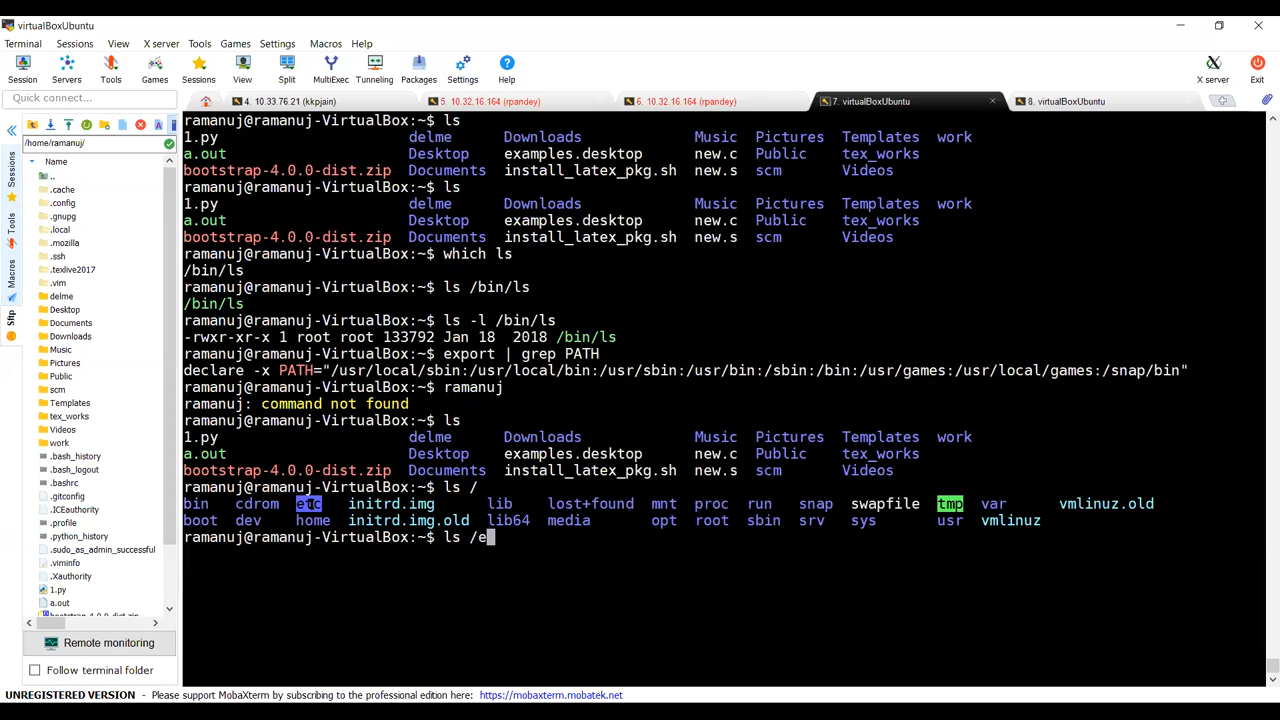 virtualBoxUbuntu
Terminal Sessions View X server Tools Games Settings Macros Help
Session Servers Tools Games Sessions View Split MultiExec Tunneling Packages Settings Help X server Exit
Quick connect...
4. 10.33.76.21 (kkpjain) 5. 10.32.16.164 (rpandey) 6. 10.32.16.164 (rpandey) 7. virtualBoxUbuntu 8. virtualBoxUbuntu
Sessions
Tools
Macros
Sftp
/home/ramanuj/
Name
..
.cache
.config
.gnupg
.local
.mozilla
.ssh
.texlive2017
.vim
delme
Desktop
Documents
Downloads
Music
Pictures
Public
scm
Templates
tex_works
Videos
work
.bash_history
.bash_logout
.bashrc
.gitconfig
.ICEauthority
.profile
.python_history
.sudo_as_admin_successful
.viminfo
.Xauthority
1.py
a.out
bootstrap-4.0.0-dist.zip
Remote monitoring
Follow terminal folder
ramanuj@ramanuj-VirtualBox:~$ ls
1.py delme Downloads Music Pictures Templates work
a.out Desktop examples.desktop new.c Public tex_works
bootstrap-4.0.0-dist.zip Documents install_latex_pkg.sh new.s scm Videos
ramanuj@ramanuj-VirtualBox:~$ ls
1.py delme Downloads Music Pictures Templates work
a.out Desktop examples.desktop new.c Public tex_works
bootstrap-4.0.0-dist.zip Documents install_latex_pkg.sh new.s scm Videos
ramanuj@ramanuj-VirtualBox:~$ which ls
/bin/ls
ramanuj@ramanuj-VirtualBox:~$ ls /bin/ls
/bin/ls
ramanuj@ramanuj-VirtualBox:~$ ls -l /bin/ls
-rwxr-xr-x 1 root root 133792 Jan 18 2018 /bin/ls
ramanuj@ramanuj-VirtualBox:~$ export | grep PATH
declare -x PATH="/usr/local/sbin:/usr/local/bin:/usr/sbin:/usr/bin:/sbin:/bin:/usr/games:/usr/local/games:/snap/bin"
ramanuj@ramanuj-VirtualBox:~$ ramanuj
ramanuj: command not found
ramanuj@ramanuj-VirtualBox:~$ ls
1.py delme Downloads Music Pictures Templates work
a.out Desktop examples.desktop new.c Public tex_works
bootstrap-4.0.0-dist.zip Documents install_latex_pkg.sh new.s scm Videos
ramanuj@ramanuj-VirtualBox:~$ ls /
bin cdrom etc initrd.img lib lost+found mnt proc run snap swapfile tmp var vmlinuz.old
boot dev home initrd.img.old lib64 media opt root sbin srv sys usr vmlinuz
ramanuj@ramanuj-VirtualBox:~$ ls /e
UNREGISTERED VERSION - Please support MobaXterm by subscribing to the professional edition here: https://mobaxterm.mobatek.net